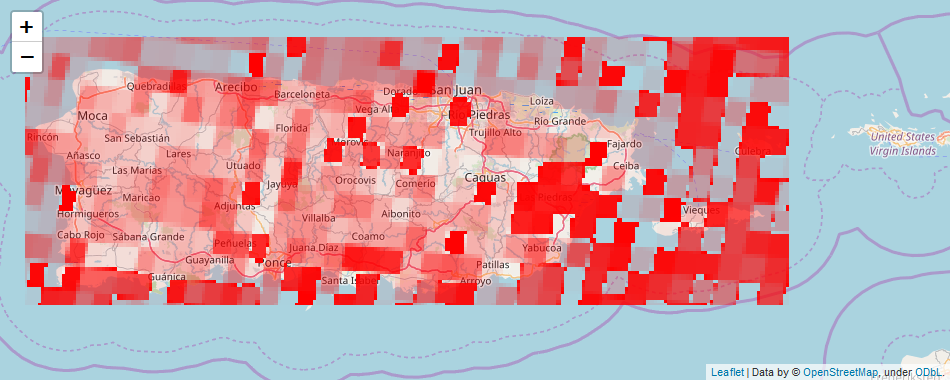 +
−
Quebradillas
Arecibo
Barceloneta
Dorado
San Juan
Loíza
Moca
Vega Alta
Río Piedras
Río Grande
Rincón
San Sebastián
Florida
Morovis
Trujillo Alto
Fajardo
Añasco
Lares
Naranjito
Culebra
United States
Virgin Islands
Las Marías
Utuado
Ceiba
Mayagüez
Maricao
Jayuya
Orocovis
Comerío
Caguas
Las Piedras
Hormigueros
Adjuntas
Villalba
Aibonito
Vieques
Cabo Rojo
Sábana Grande
Peñuelas
Juana Díaz
Coamo
Yabucoa
Guayanilla
Ponce
Patillas
Guánica
Santa Isabel
Arroyo
Leaflet | Data by © OpenStreetMap, under ODbL.